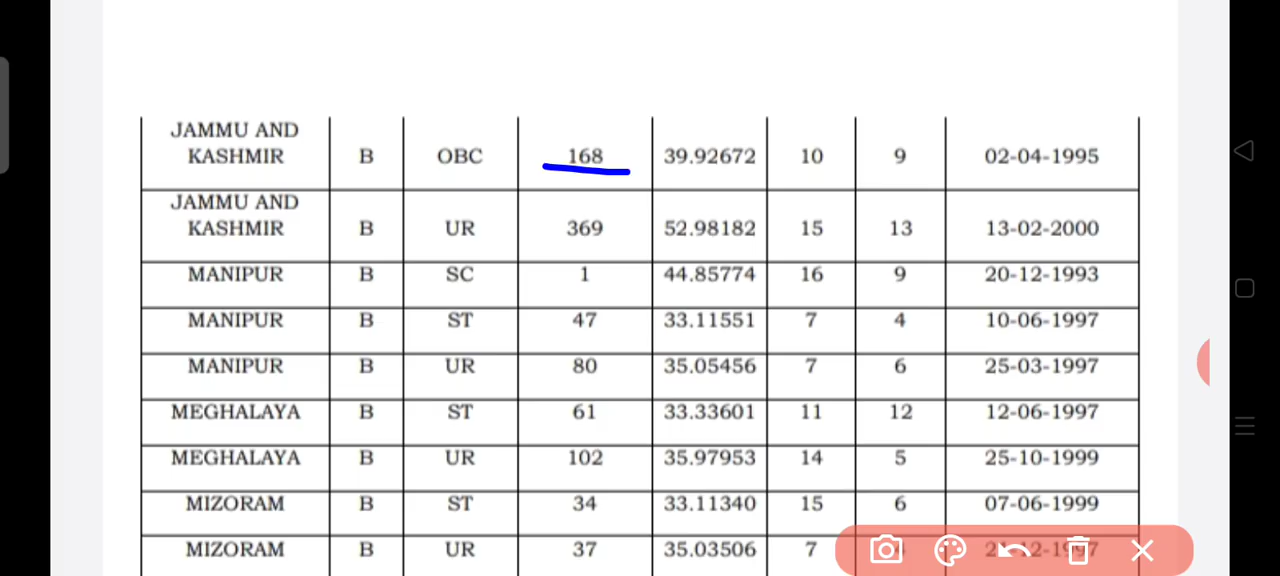 JAMMU AND
KASHMIR B OBC 168 39.92672 10 9 02-04-1995
JAMMU AND
KASHMIR B UR 369 52.98182 15 13 13-02-2000
MANIPUR B SC 1 44.85774 16 9 20-12-1993
MANIPUR B ST 47 33.11551 7 4 10-06-1997
MANIPUR B UR 80 35.05456 7 6 25-03-1997
MEGHALAYA B ST 61 33.33601 11 12 12-06-1997
MEGHALAYA B UR 102 35.97953 14 5 25-10-1999
MIZORAM B ST 34 33.11340 15 6 07-06-1999
MIZORAM B UR 37 35.03506 7